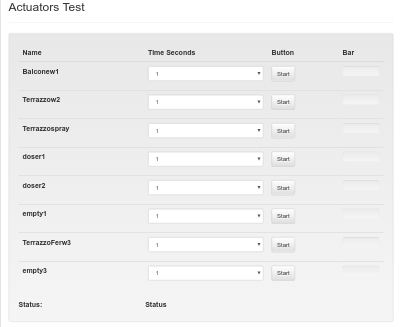 Actuators Test
Name Time Seconds Button Bar
Balconew1 1 Start
Terrazzow2 1 Start
Terrazzospray 1 Start
doser1 1 Start
doser2 1 Start
empty1 1 Start
TerrazzoFerw3 1 Start
empty3 1 Start
Status: Status